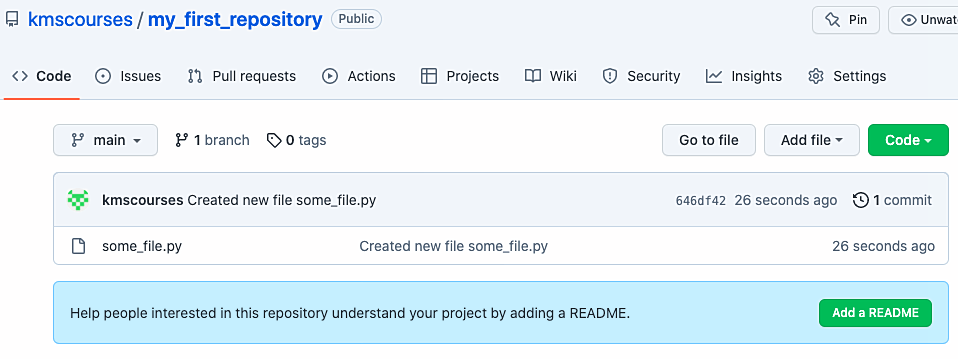 kmscourses / my_first_repository Public Pin Unwat
Code Issues Pull requests Actions Projects Wiki Security Insights Settings
main 1 branch 0 tags Go to file Add file Code
kmscourses Created new file some_file.py 646df42 26 seconds ago 1 commit
some_file.py Created new file some_file.py 26 seconds ago
Help people interested in this repository understand your project by adding a README. Add a README